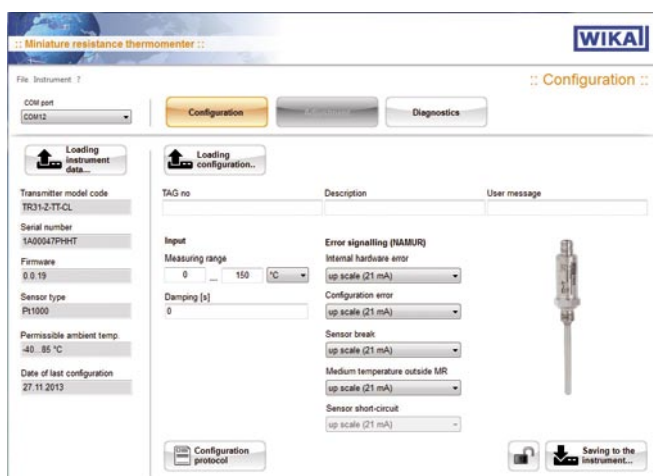 :: Miniature resistance thermomenter ::
WIKA
File Instrument ?
:: Configuration ::
COM port
COM12
Configuration
Diagnostics
Loading
instrument
data...
Loading
configuration..
Transmitter model code
TR31-Z-TT-CL
TAG no
Description
User message
Serial number
1A00047PHHT
Firmware
0.0.19
Sensor type
Pt1000
Permissible ambient temp.
-40...85 °C
Date of last configuration
27.11.2013
Input
Measuring range
0 ... 150 °C
Damping [s]
0
Error signalling (NAMUR)
Internal hardware error
up scale (21 mA)
Configuration error
up scale (21 mA)
Sensor break
up scale (21 mA)
Medium temperature outside MR
up scale (21 mA)
Sensor short-circuit
up scale (21 mA)
Configuration
protocol
Saving to the
instrument...